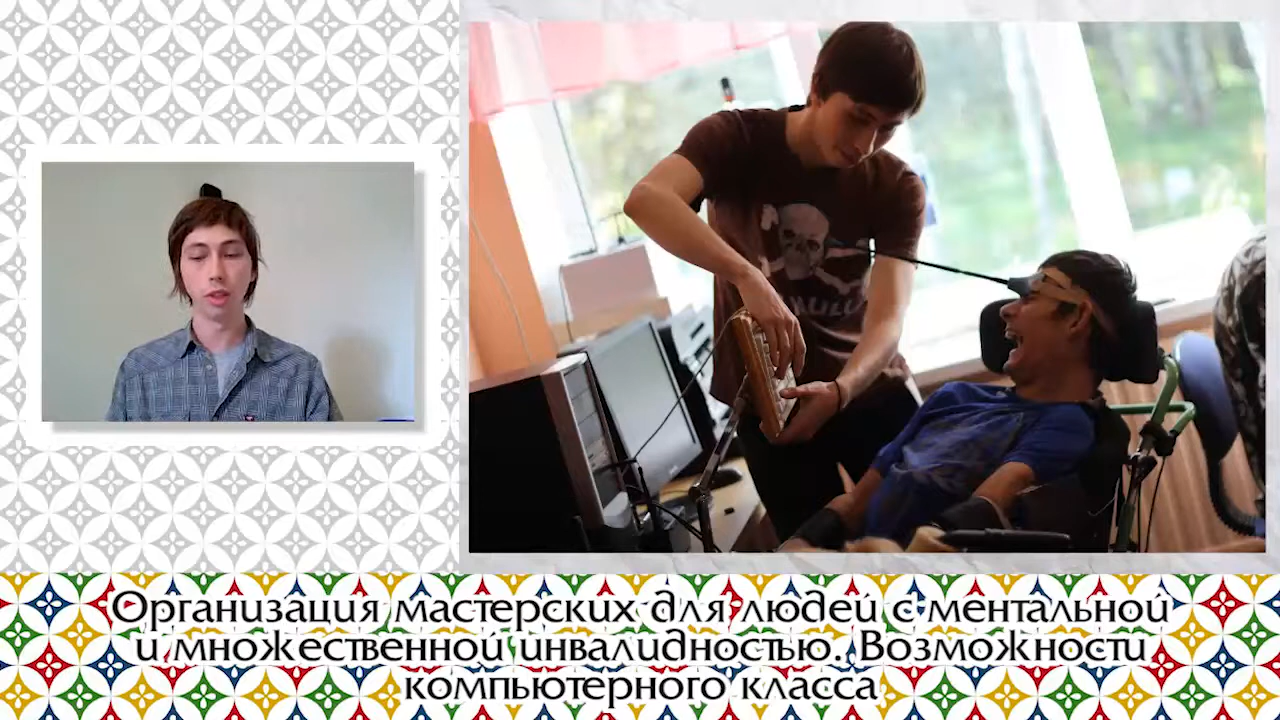 Организация мастерских для людей с ментальной
и множественной инвалидностью. Возможности
компьютерного класса